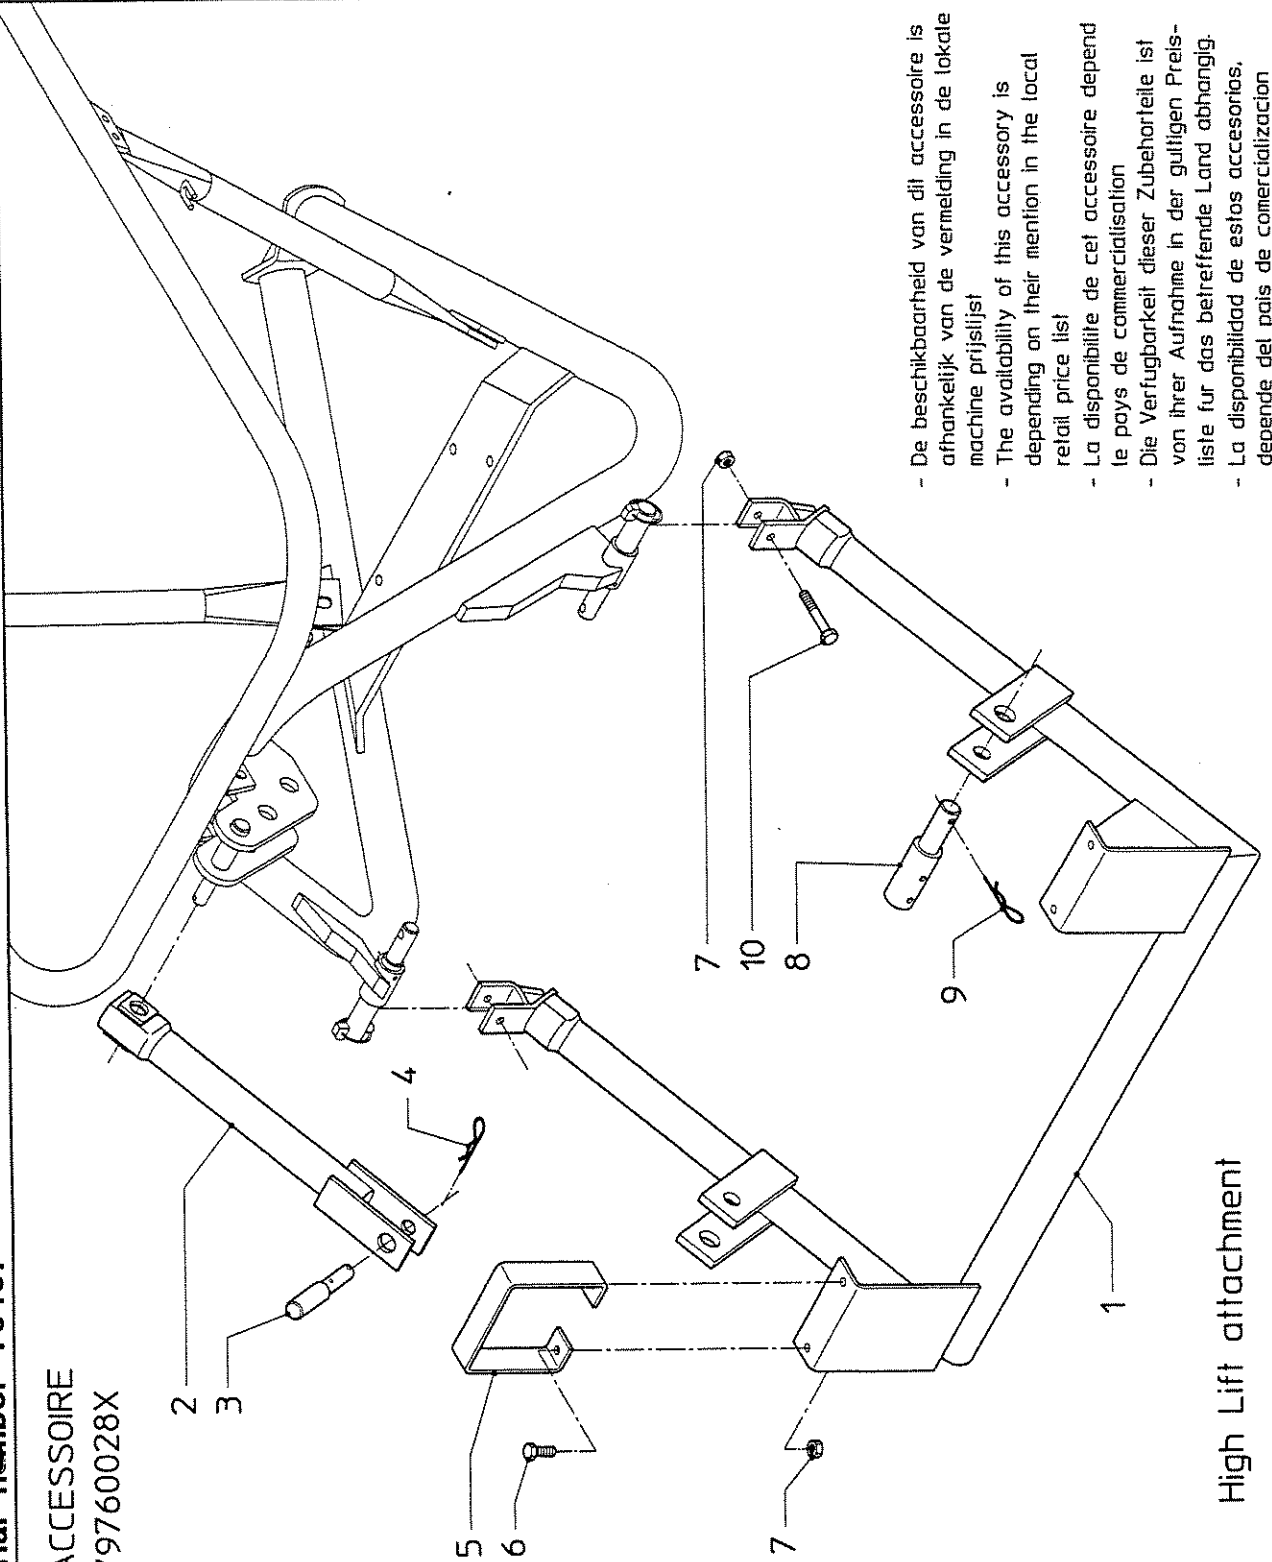 ACCESSOIRE
79760028X
2
3
4
5
6
7
7
10
8
9
1
High Lift attachment
- De beschikbaarheid van dit accessoire is
afhankelijk van de vermelding in de lokale
machine prijslijst
- The availability of this accessory is
depending on their mention in the local
retail price list
- La disponibilite de cet accessoire depend
le pays de commercialisation
- Die Verfugbarkeit dieser Zubehorteile ist
von ihrer Aufnahme in der gultigen Preis-
liste fur das betreffende Land abhangig.
- La disponibilidad de estos accesorios,
depende del pais de comercializacion